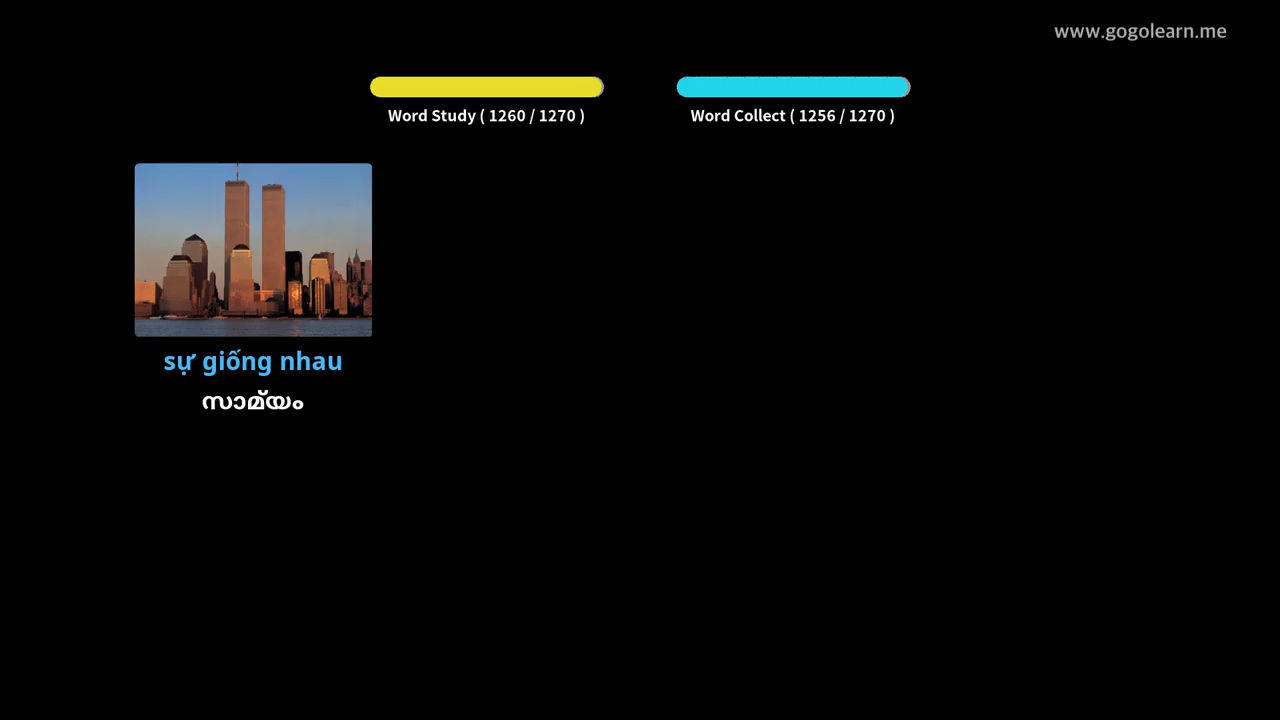 www.gogolearn.me
Word Study ( 1260 / 1270 )
Word Collect ( 1256 / 1270 )
sự giống nhau
സാമ്യം